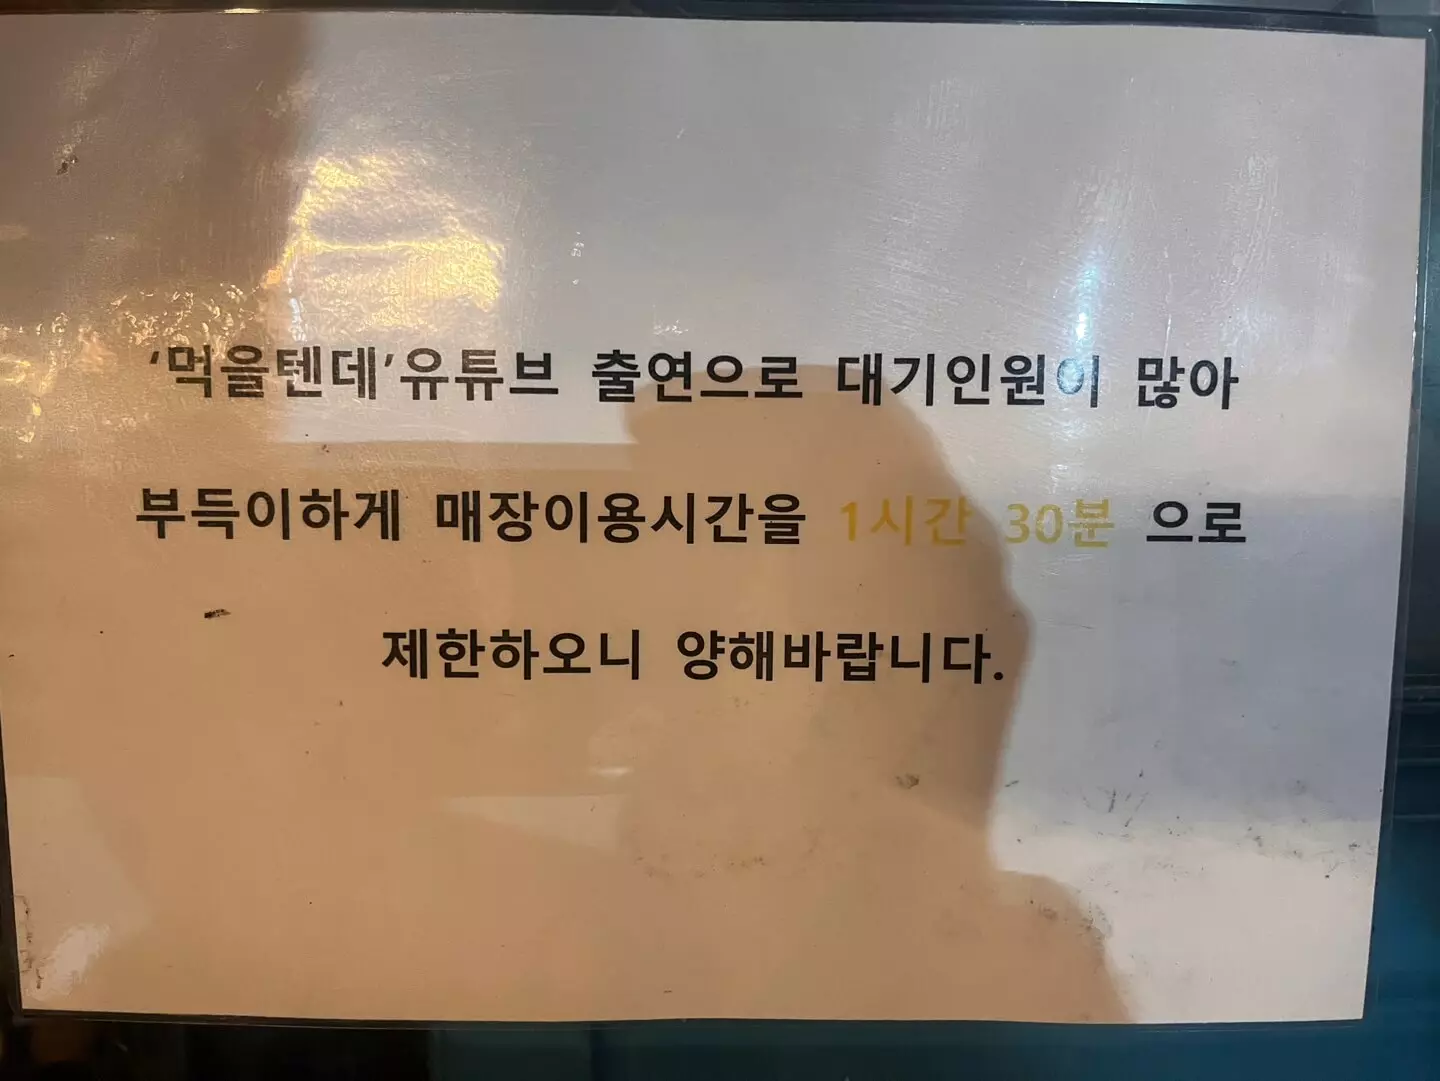 ‘먹을텐데’유튜브 출연으로 대기인원이 많아
부득이하게 매장이용시간을 1시간 30분 으로
제한하오니 양해바랍니다.